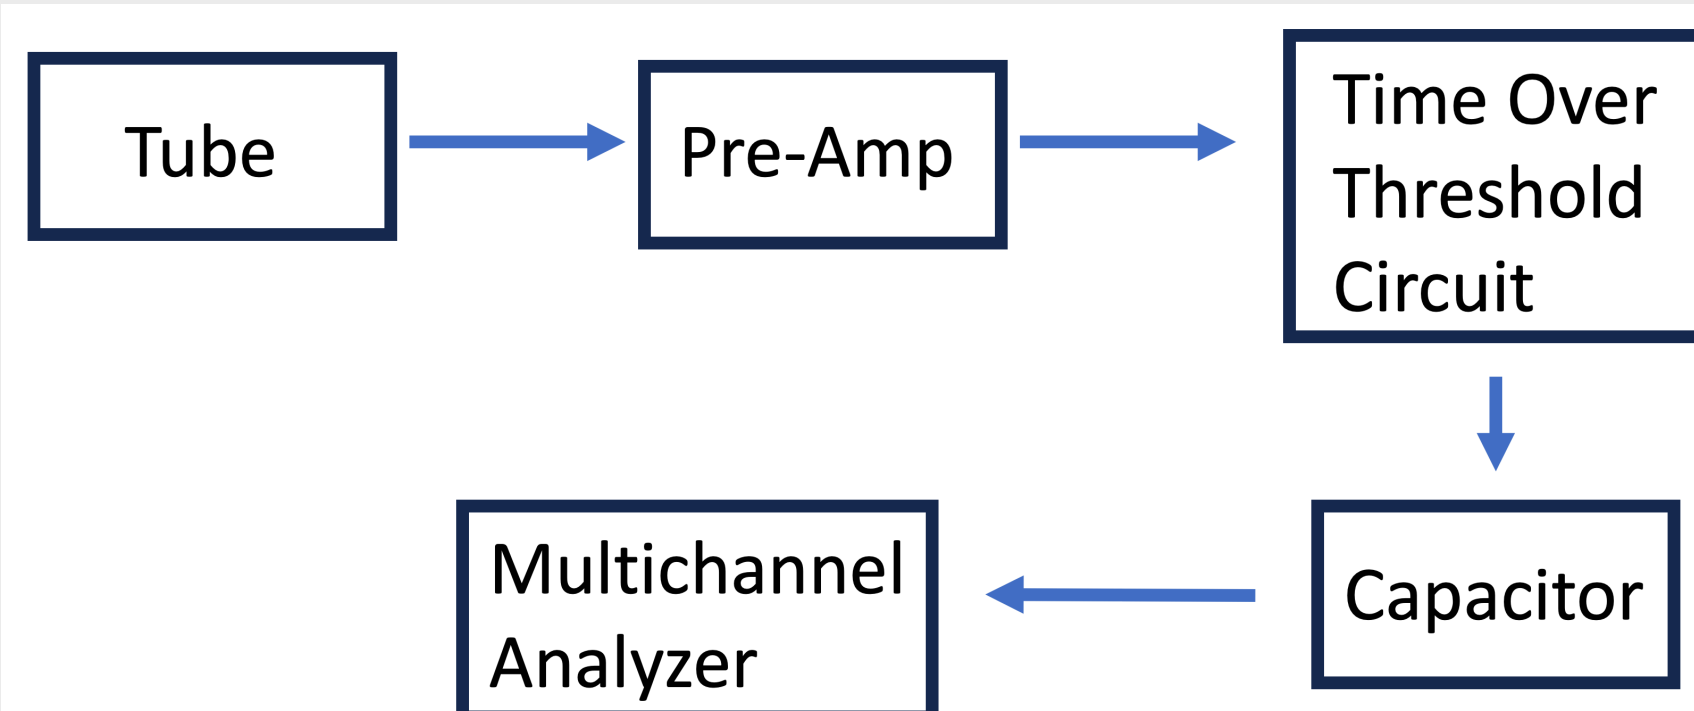 Tube
Pre-Amp
Time Over
Threshold
Circuit
Capacitor
Multichannel
Analyzer